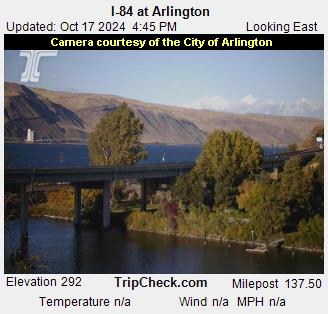 I-84 at Arlington
Updated: Oct 17 2024 4:45 PM Looking East
Camera courtesy of the City of Arlington
Elevation 292 TripCheck.com Milepost 137.50
Temperature n/a Wind n/a MPH n/a